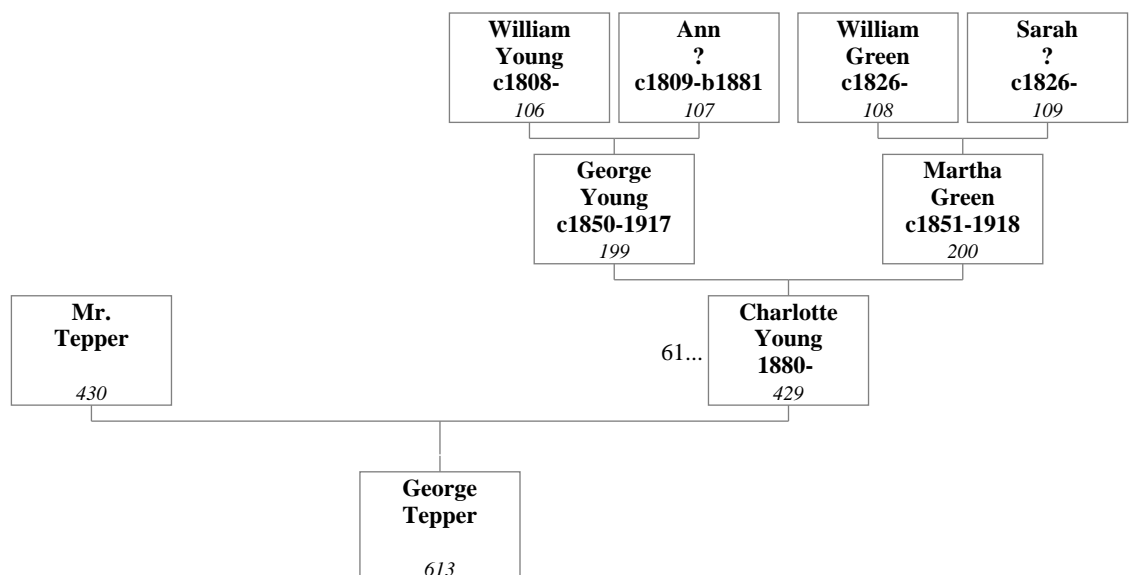 William
Young
c1808-
106
Ann
?
c1809-b1881
107
William
Green
c1826-
108
Sarah
?
c1826-
109
George
Young
c1850-1917
199
Martha
Green
c1851-1918
200
Mr.
Tepper
430
61...
Charlotte
Young
1880-
429
George
Tepper
613